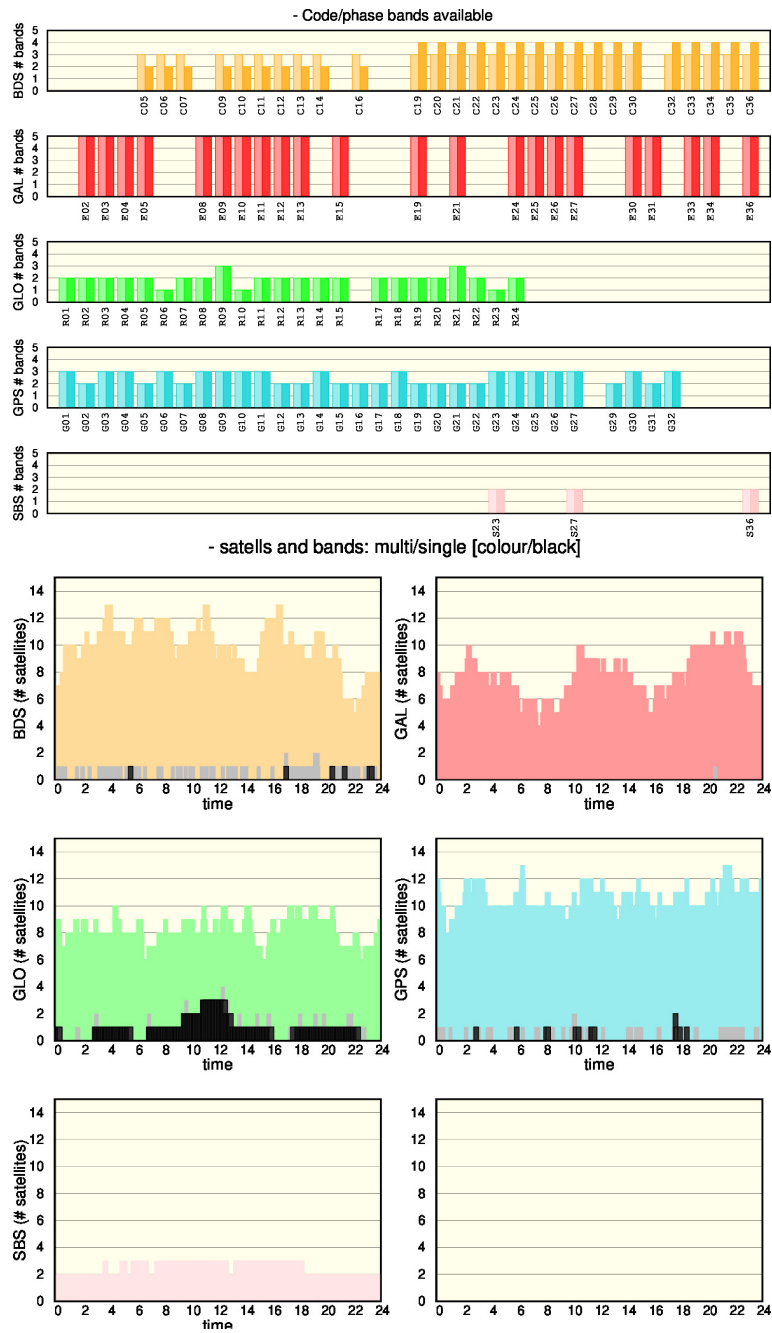 - Code/phase bands available
BDS # bands
5
4
3
2
1
0
C05 C06 C07 C09 C10 C11 C12 C13 C14 C16 C19 C20 C21 C22 C23 C24 C25 C26 C27 C28 C29 C30 C32 C33 C34 C35 C36
GAL # bands
5
4
3
2
1
0
E02 E03 E04 E05 E08 E09 E10 E11 E12 E13 E15 E19 E21 E24 E25 E26 E27 E30 E31 E33 E34 E36
GLO # bands
5
4
3
2
1
0
R01 R02 R03 R04 R05 R06 R07 R08 R09 R10 R11 R12 R13 R14 R15 R17 R18 R19 R20 R21 R22 R23 R24
GPS # bands
5
4
3
2
1
0
G01 G02 G03 G04 G05 G06 G07 G08 G09 G10 G11 G12 G13 G14 G15 G16 G17 G18 G19 G20 G21 G22 G23 G24 G25 G26 G27 G29 G30 G31 G32
SBS # bands
5
4
3
2
1
0
S23 S27 S36
- satells and bands: multi/single [colour/black]
BDS (# satellites)
14
12
10
8
6
4
2
0
0 2 4 6 8 10 12 14 16 18 20 22 24
time
GAL (# satellites)
14
12
10
8
6
4
2
0
0 2 4 6 8 10 12 14 16 18 20 22 24
time
GLO (# satellites)
14
12
10
8
6
4
2
0
0 2 4 6 8 10 12 14 16 18 20 22 24
time
GPS (# satellites)
14
12
10
8
6
4
2
0
0 2 4 6 8 10 12 14 16 18 20 22 24
time
SBS (# satellites)
14
12
10
8
6
4
2
0
0 2 4 6 8 10 12 14 16 18 20 22 24
time
14
12
10
8
6
4
2
0
0 2 4 6 8 10 12 14 16 18 20 22 24